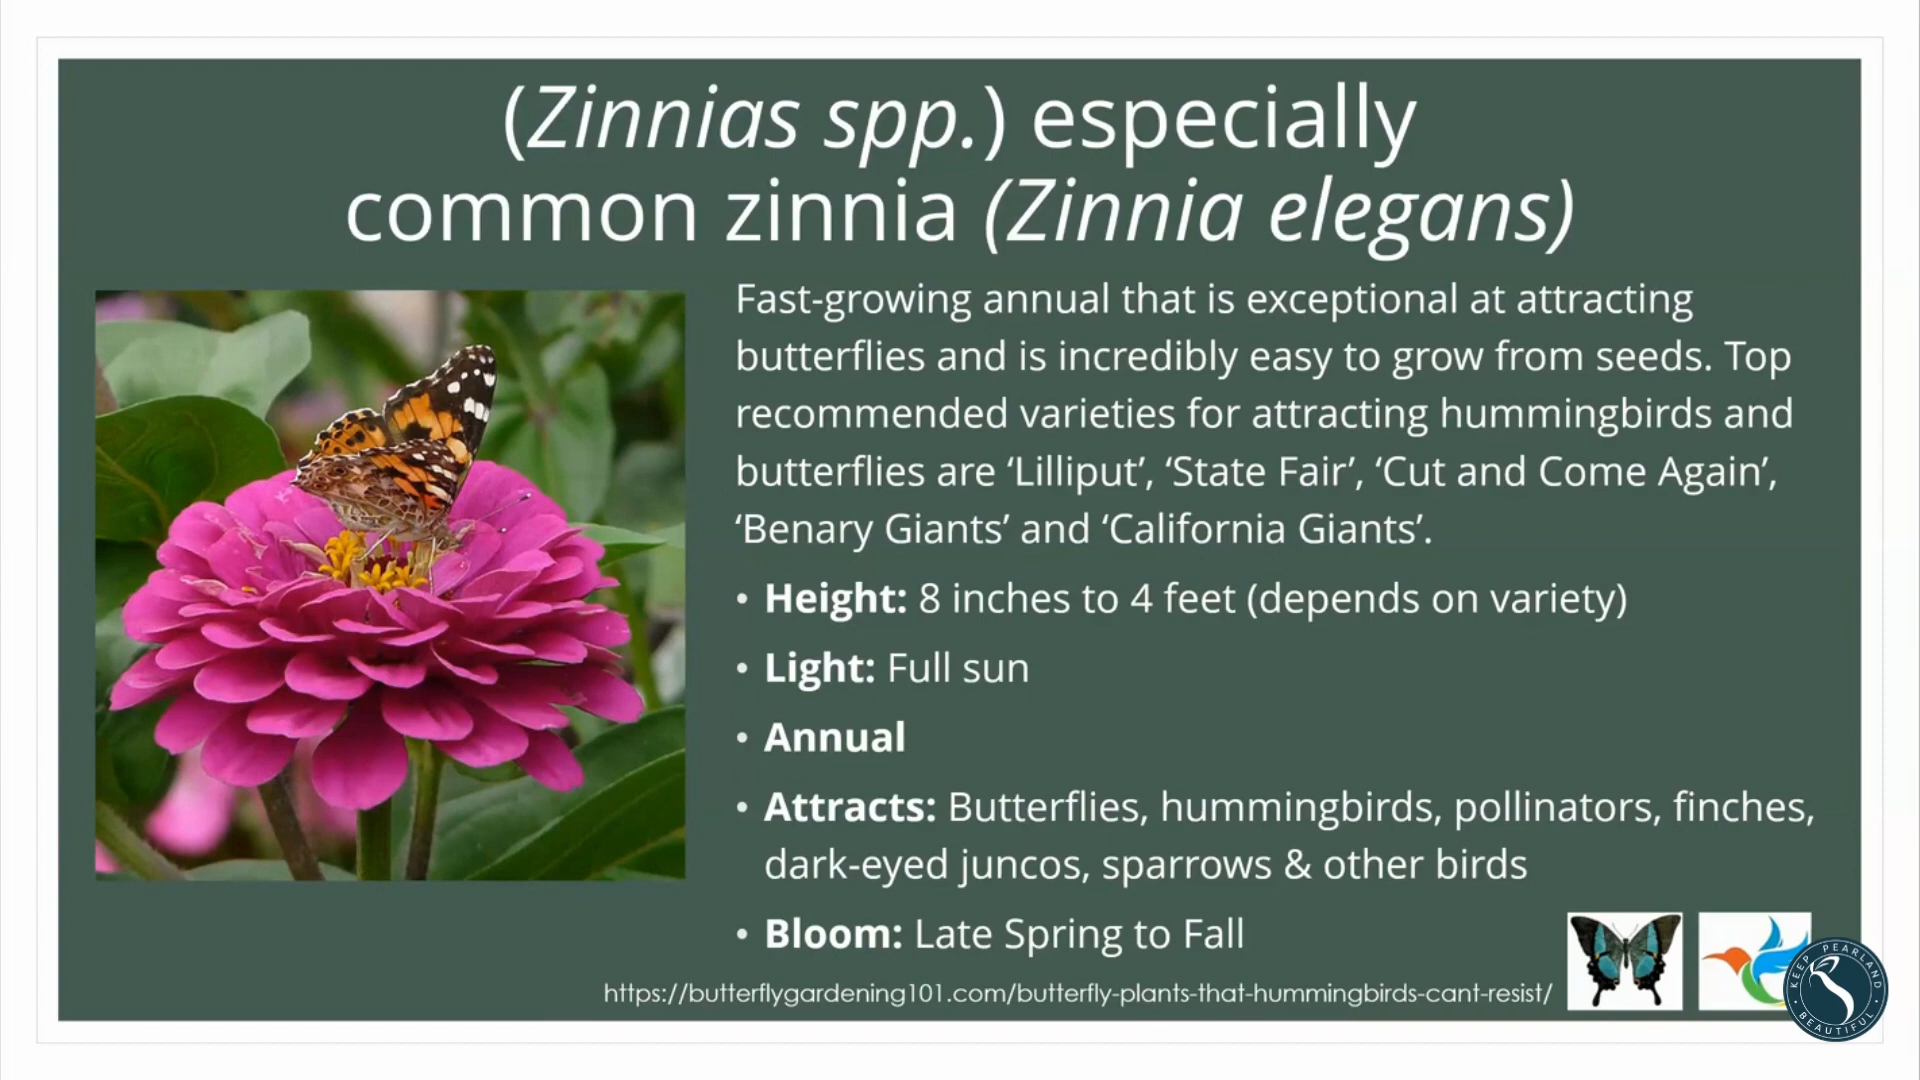 (Zinnias spp.) especially
common zinnia (Zinnia elegans)
Fast-growing annual that is exceptional at attracting
butterflies and is incredibly easy to grow from seeds. Top
recommended varieties for attracting hummingbirds and
butterflies are ‘Lilliput’, ‘State Fair’, ‘Cut and Come Again’,
‘Benary Giants’ and ‘California Giants’.
• Height: 8 inches to 4 feet (depends on variety)
• Light: Full sun
• Annual
• Attracts: Butterflies, hummingbirds, pollinators, finches,
dark-eyed juncos, sparrows & other birds
• Bloom: Late Spring to Fall
https://butterflygardening101.com/butterfly-plants-that-hummingbirds-cant-resist/
KEEP PEARLAND
BEAUTIFUL